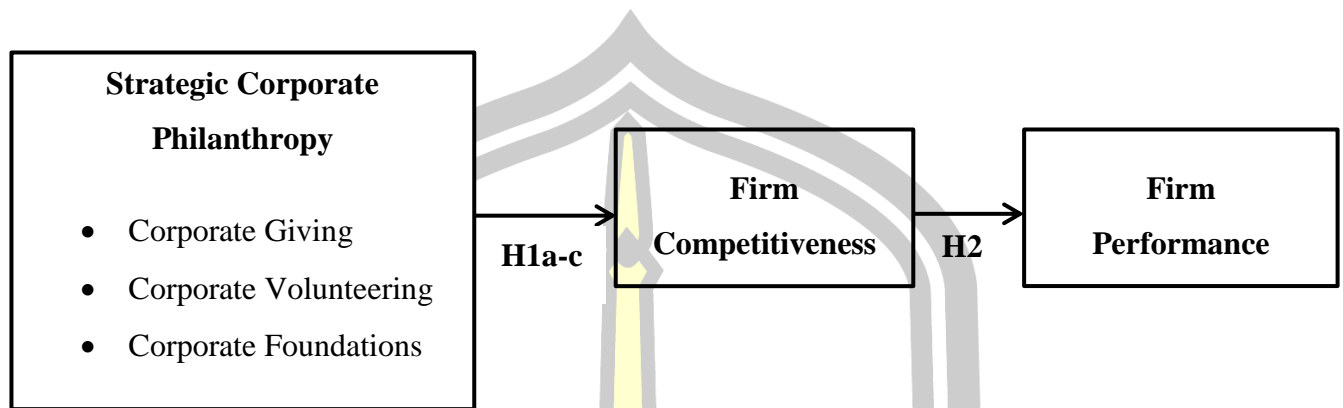 Strategic Corporate
Philanthropy
• Corporate Giving
• Corporate Volunteering
• Corporate Foundations
H1a-c
Firm
Competitiveness
H2
Firm
Performance